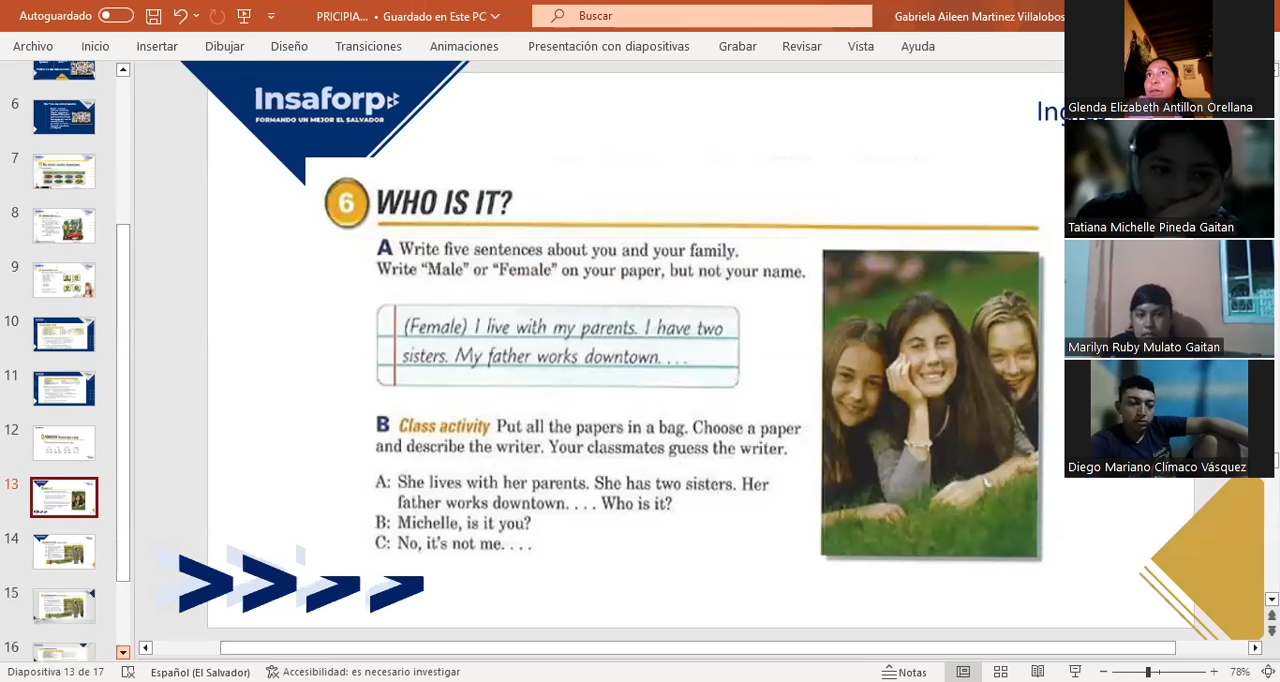 Autoguardado
PRICIPIA... • Guardado en Este PC
Buscar
Gabriela Aileen Martinez Villalobos
Archivo Inicio Insertar Dibujar Diseño Transiciones Animaciones Presentación con diapositivas Grabar Revisar Vista Ayuda
6
7
8
9
10
11
12
13
14
15
16
Insaforp
FORMANDO UN MEJOR EL SALVADOR
6 WHO IS IT?
A Write five sentences about you and your family.
Write “Male” or “Female” on your paper, but not your name.
(Female) I live with my parents. I have two
sisters. My father works downtown. . . .
B Class activity Put all the papers in a bag. Choose a paper
and describe the writer. Your classmates guess the writer.
A: She lives with her parents. She has two sisters. Her
father works downtown. . . . Who is it?
B: Michelle, is it you?
C: No, it's not me. . . .
Glenda Elizabeth Antillon Orellana
Tatiana Michelle Pineda Gaitan
Marilyn Ruby Mulato Gaitan
Diego Mariano Clímaco Vásquez
Diapositiva 13 de 17 Español (El Salvador) Accesibilidad: es necesario investigar Notas 78%